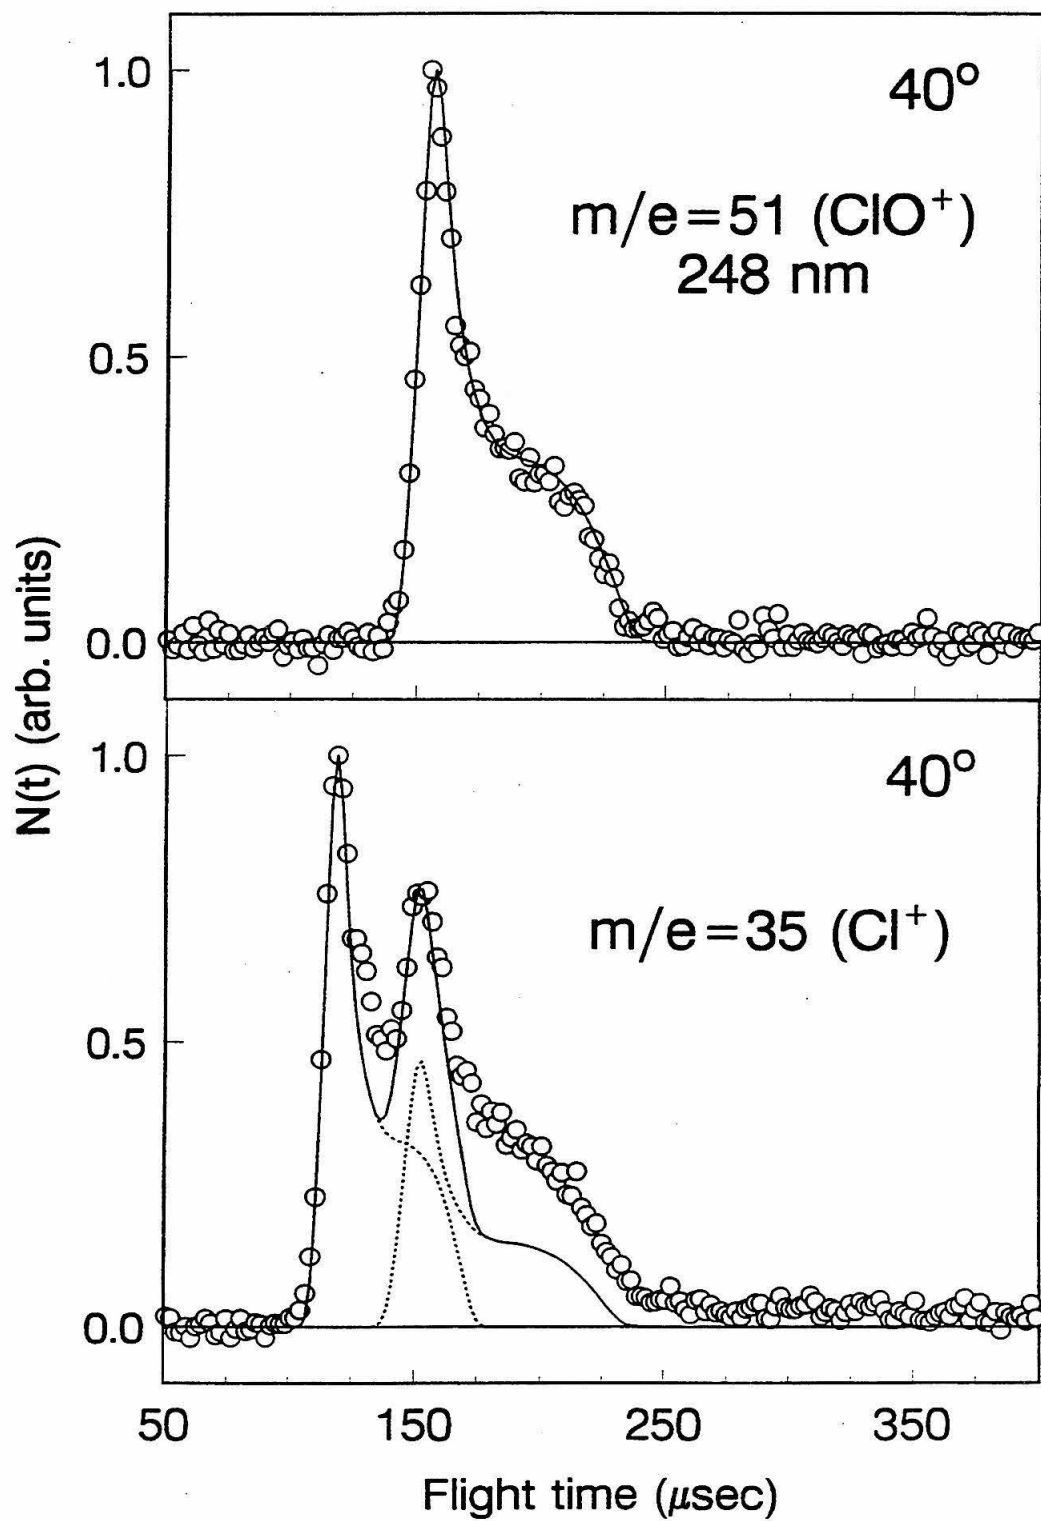 N(t) (arb. units)
1.0
40°
m/e=51 (ClO⁺)
248 nm
0.5
0.0
1.0
40°
m/e=35 (Cl⁺)
0.5
0.0
50 150 250 350
Flight time (μsec)